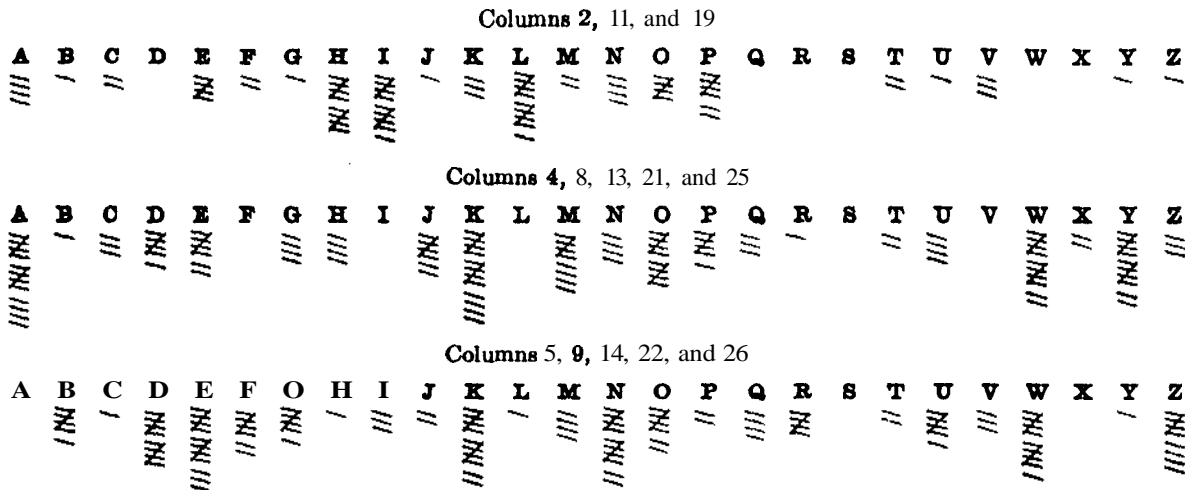 Columns 2, 11, and 19
A B C D E F G H I J K L M N O P Q R S T U V W X Y Z
Columns 4, 8, 13, 21, and 25
A B C D E F G H I J K L M N O P Q R S T U V W X Y Z
Columns 5, 9, 14, 22, and 26
A B C D E F O H I J K L M N O P Q R S T U V W X Y Z